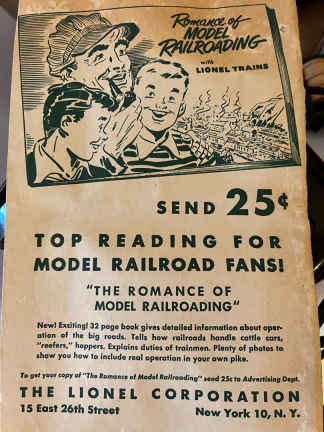 Romance of
MODEL
RAILROADING
with
LIONEL TRAINS
SEND 25¢
TOP READING FOR
MODEL RAILROAD FANS!
"THE ROMANCE OF
MODEL RAILROADING"
New! Exciting! 32 page book gives detailed information about oper-
ation of the big roads. Tells how railroads handle cattle cars,
"reefers," hoppers. Explains duties of trainmen. Plenty of photos to
show you how to include real operation in your own pike.
To get your copy of "The Romance of Model Railroading" send 25c to Advertising Dept.
THE LIONEL CORPORATION
15 East 26th Street New York 10, N. Y.